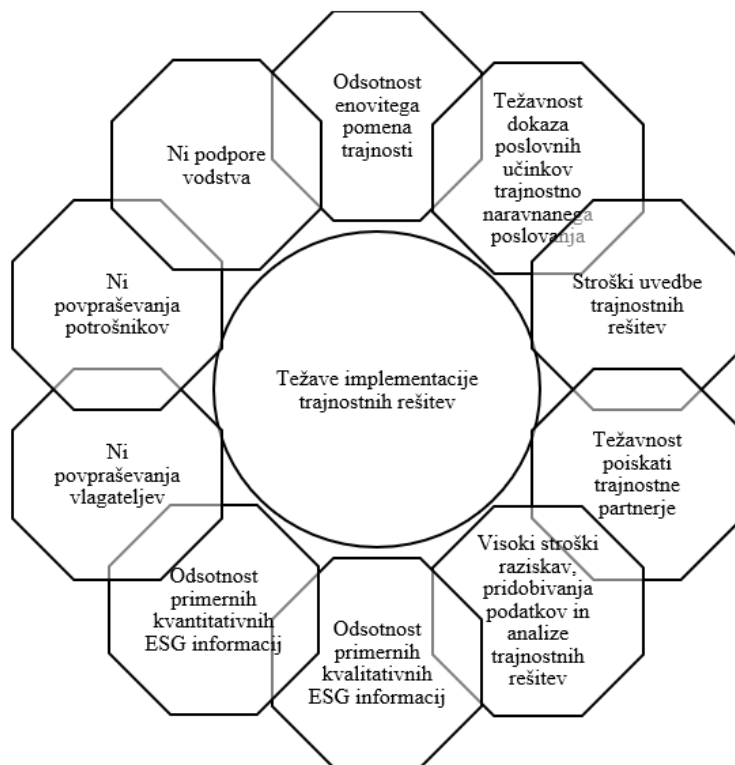 Odsotnost
enovitega
pomena
trajnosti
Težavnost
dokaza
poslovnih
učinkov
trajnostno
naravnanega
poslovanja
Stroški uvedbe
trajnostnih
rešitev
Težavnost
poiskati
trajnostne
partnerje
Visoki stroški
raziskav,
pridobivanja
podatkov in
analize
trajnostnih
rešitev
Odsotnost
primernih
kvalitativnih
ESG informacij
Odsotnost
primernih
kvantitativnih
ESG informacij
Ni
povpraševanja
vlagateljev
Ni
povpraševanja
potrošnikov
Ni podpore
vodstva
Težave implementacije
trajnostnih rešitev